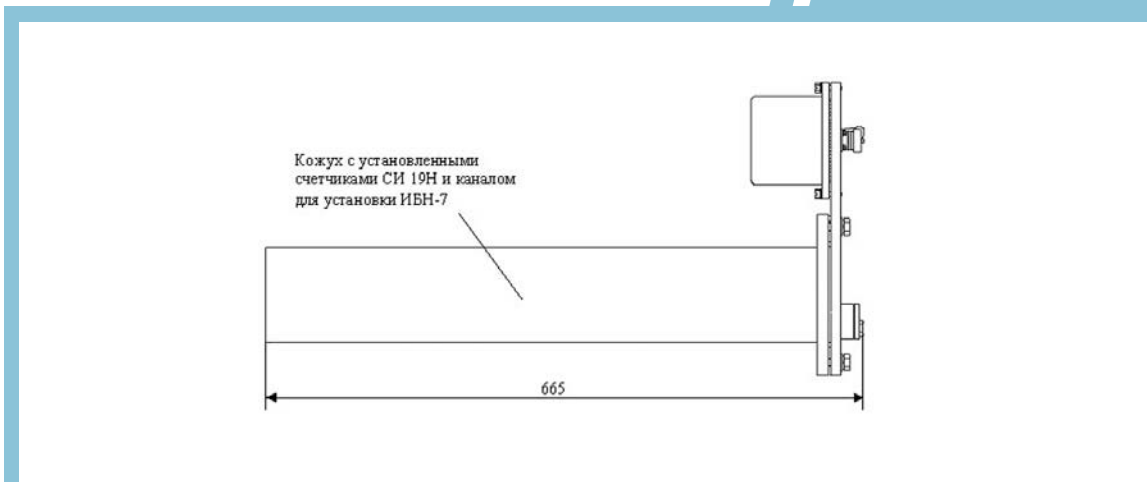 Кожух с установленными
счетчиками СИ 19Н и каналом
для установки ИБН-7
665